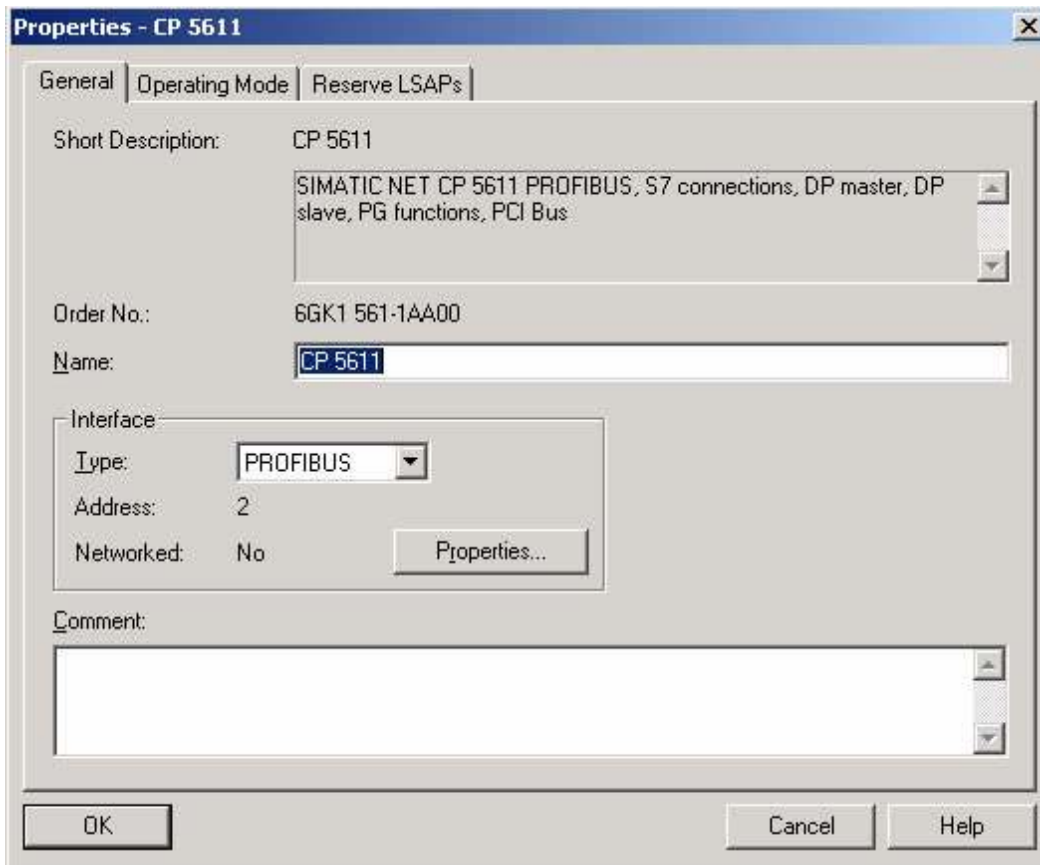 Properties - CP 5611
General
Operating Mode
Reserve LSAPs
Short Description:
CP 5611
SIMATIC NET CP 5611 PROFIBUS, S7 connections, DP master, DP
slave, PG functions, PCI Bus
Order No.:
6GK1 561-1AA00
Name:
CP 5611
Interface
Type:
PROFIBUS
Address:
2
Networked:
No
Properties...
Comment:
OK
Cancel
Help